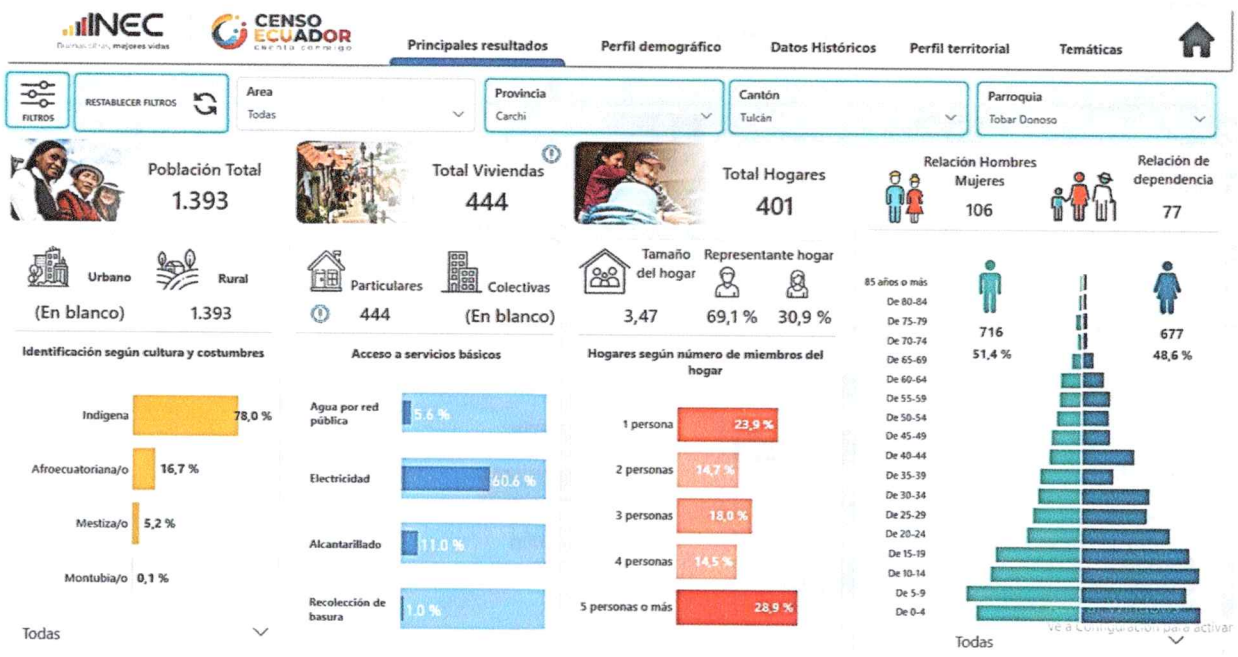 INEC
Buenas cifras, mejores vidas
CENSO
ECUADOR
cuenta conmigo
Principales resultados
Perfil demográfico
Datos Históricos
Perfil territorial
Temáticas
FILTROS
RESTABLECER FILTROS
Area
Todas
Provincia
Carchi
Cantón
Tulcán
Parroquia
Tobar Donoso
Población Total
1.393
Total Viviendas
444
Total Hogares
401
Relación Hombres
Mujeres
106
Relación de
dependencia
77
Urbano
(En blanco)
Rural
1.393
Particulares
444
Colectivas
(En blanco)
Tamaño
del hogar
3,47
Representante hogar
69,1 %
30,9 %
Identificación según cultura y costumbres
Indígena
78,0 %
Afroecuatoriana/o
16,7 %
Mestiza/o
5,2 %
Montubia/o
0,1 %
Todas
Acceso a servicios básicos
Agua por red
pública
5.6 %
Electricidad
60.6 %
Alcantarillado
11.0 %
Recolección de
basura
1.0 %
Hogares según número de miembros del
hogar
1 persona
23,9 %
2 personas
14,7 %
3 personas
18,0 %
4 personas
14,5 %
5 personas o más
28,9 %
716
51,4 %
677
48,6 %
85 años o más
De 80-84
De 75-79
De 70-74
De 65-69
De 60-64
De 55-59
De 50-54
De 45-49
De 40-44
De 35-39
De 30-34
De 25-29
De 20-24
De 15-19
De 10-14
De 5-9
De 0-4
Ve a Configuración para activar
Todas